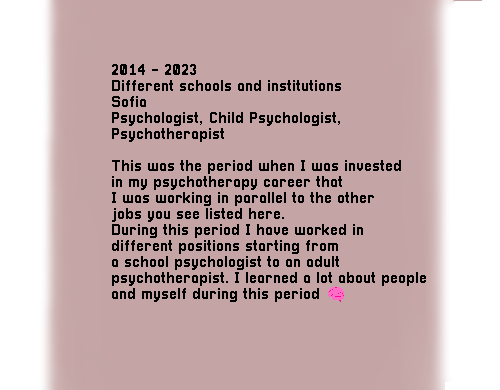 2014 - 2023
Different schools and institutions
Sofia
Psychologist, Child Psychologist,
Psychotherapist
This was the period when I was invested
in my psychotherapy career that
I was working in parallel to the other
jobs you see listed here.
During this period I have worked in
different positions starting from
a school psychologist to an adult
psychotherapist. I learned a lot about people
and myself during this period 🧠